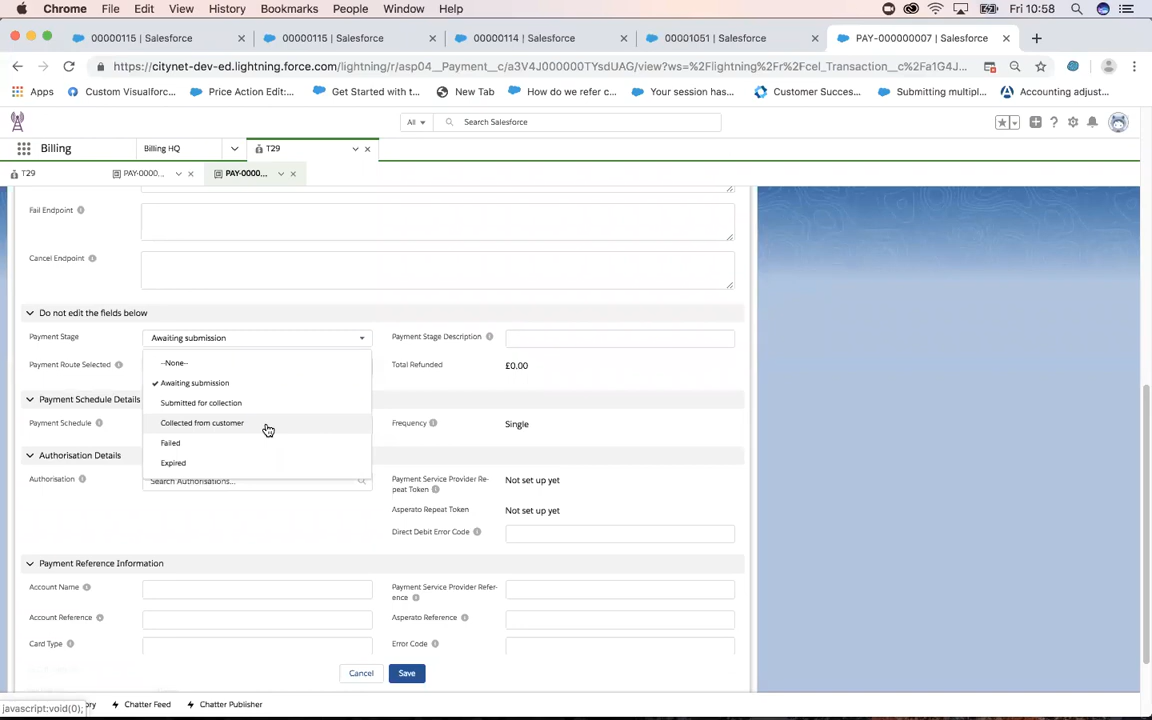 Chrome File Edit View History Bookmarks People Window Help Fri 10:58
00000115 | Salesforce 00000115 | Salesforce 00000114 | Salesforce 00001051 | Salesforce PAY-000000007 | Salesforce
https://citynet-dev-ed.lightning.force.com/lightning/r/asp04__Payment__c/a3V4J000000TYsdUAG/view?ws=%2Flightning%2Fr%2Fcel_Transaction__c%2Fa1G4J...
Apps Custom Visualforc... Price Action Edit:... Get Started with t... New Tab How do we refer c... Your session has... Customer Succes... Submitting multipl... Accounting adjust...
All Search Salesforce
Billing Billing HQ T29
T29 PAY-0000... PAY-0000...
Fail Endpoint
Cancel Endpoint
Do not edit the fields below
Payment Stage Awaiting submission Payment Stage Description
--None--
Payment Route Selected Total Refunded £0.00
Awaiting submission
Payment Schedule Details Submitted for collection
Payment Schedule Collected from customer Frequency Single
Failed
Authorisation Details Expired
Authorisation Search Authorisations... Payment Service Provider Re-
peat Token Not set up yet
Asperato Repeat Token Not set up yet
Direct Debit Error Code
Payment Reference Information
Account Name Payment Service Provider Refer-
ence
Account Reference Asperato Reference
Card Type Error Code
Cancel Save
javascript:void(0); ory Chatter Feed Chatter Publisher